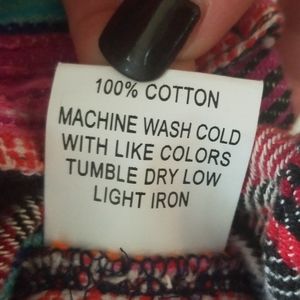 100% COTTON
MACHINE WASH COLD
WITH LIKE COLORS
TUMBLE DRY LOW
LIGHT IRON